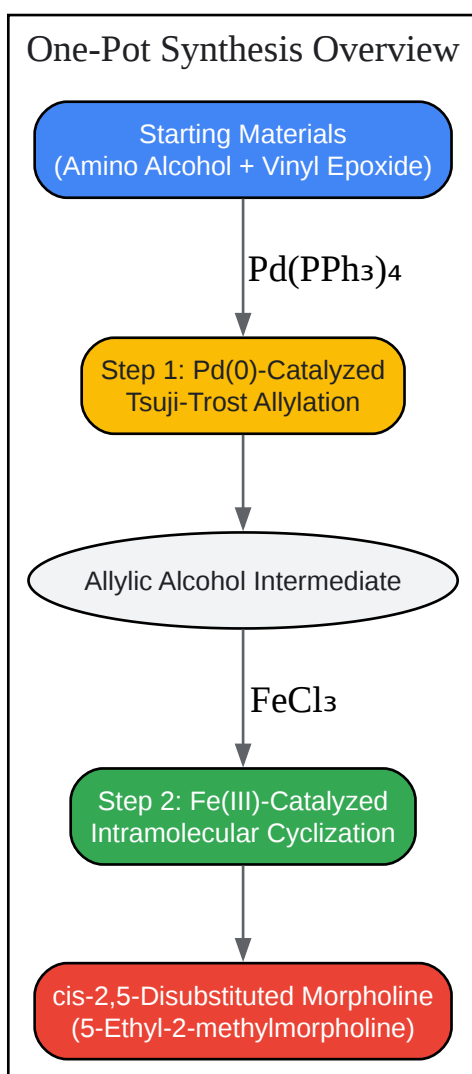 One-Pot Synthesis Overview
Starting Materials
(Amino Alcohol + Vinyl Epoxide)
Pd(PPh₃)₄
Step 1: Pd(0)-Catalyzed
Tsuji-Trost Allylation
Allylic Alcohol Intermediate
FeCl₃
Step 2: Fe(III)-Catalyzed
Intramolecular Cyclization
cis-2,5-Disubstituted Morpholine
(5-Ethyl-2-methylmorpholine)